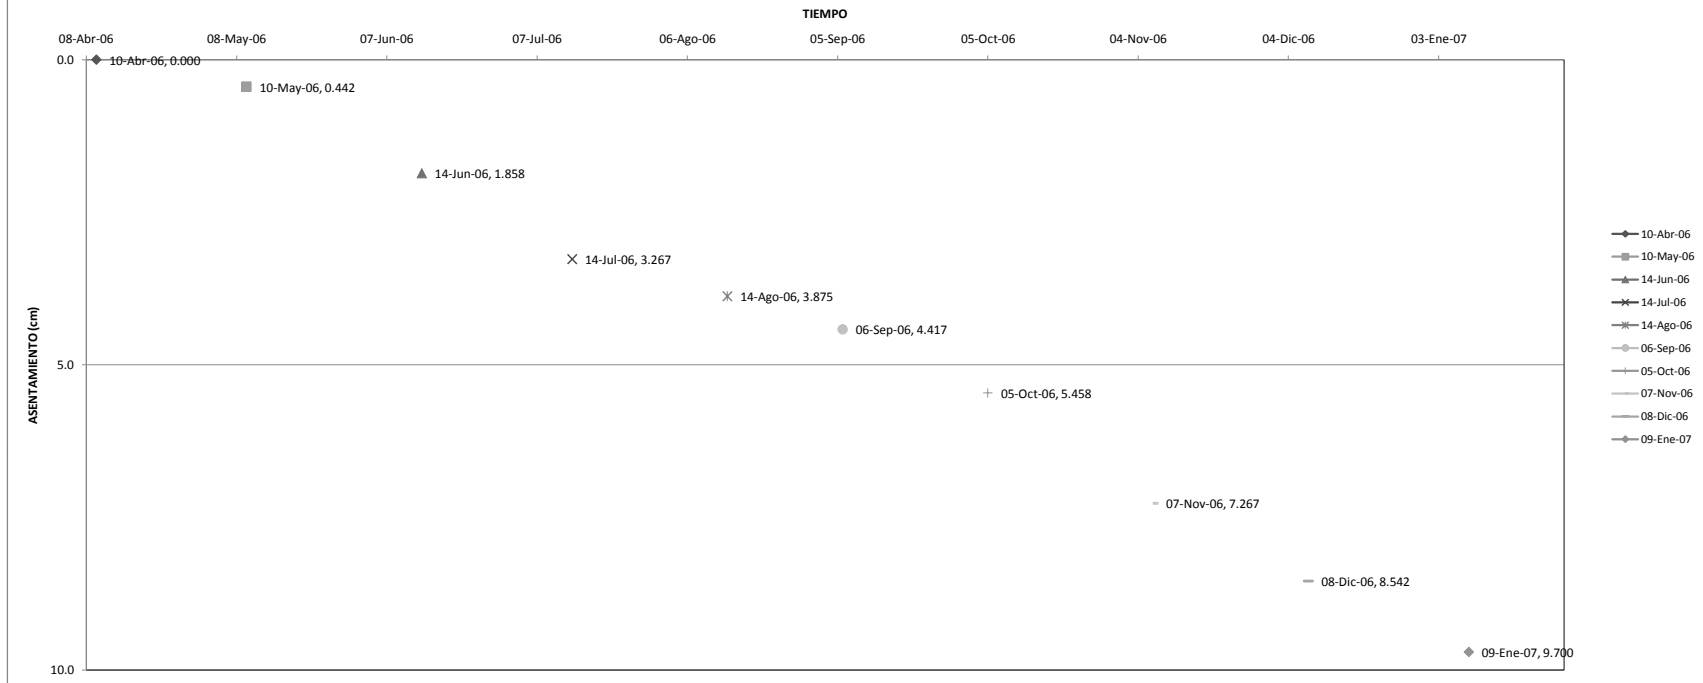 TIEMPO
08-Abr-06 08-May-06 07-Jun-06 07-Jul-06 06-Ago-06 05-Sep-06 05-Oct-06 04-Nov-06 04-Dic-06 03-Ene-07
0.0
10-Abr-06, 0.000
10-May-06, 0.442
14-Jun-06, 1.858
14-Jul-06, 3.267
14-Ago-06, 3.875
06-Sep-06, 4.417
ASENTAMIENTO (cm)
5.0
05-Oct-06, 5.458
07-Nov-06, 7.267
08-Dic-06, 8.542
09-Ene-07, 9.700
10.0
10-Abr-06
10-May-06
14-Jun-06
14-Jul-06
14-Ago-06
06-Sep-06
05-Oct-06
07-Nov-06
08-Dic-06
09-Ene-07